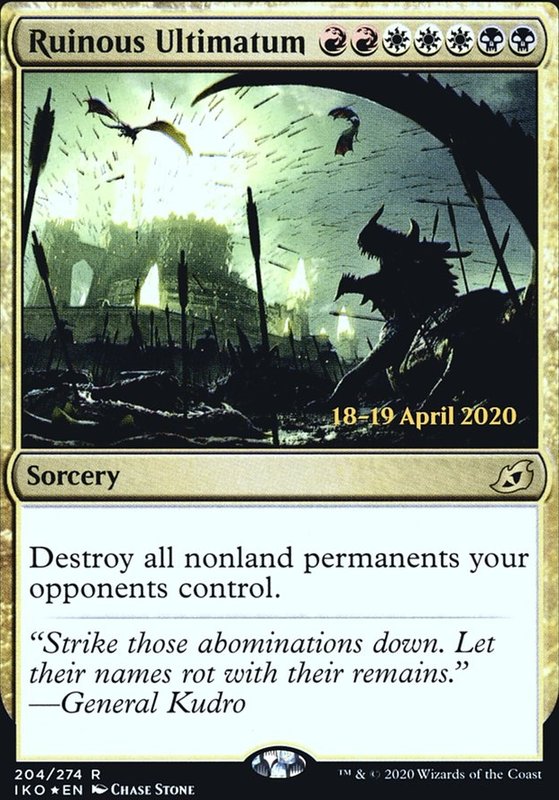 Ruinous Ultimatum
18-19 April 2020
Sorcery
Destroy all nonland permanents your
opponents control.
“Strike those abominations down. Let
their names rot with their remains.”
—General Kudro
204/274 R
IKO ★ EN Chase Stone
™ & © 2020 Wizards of the Coast